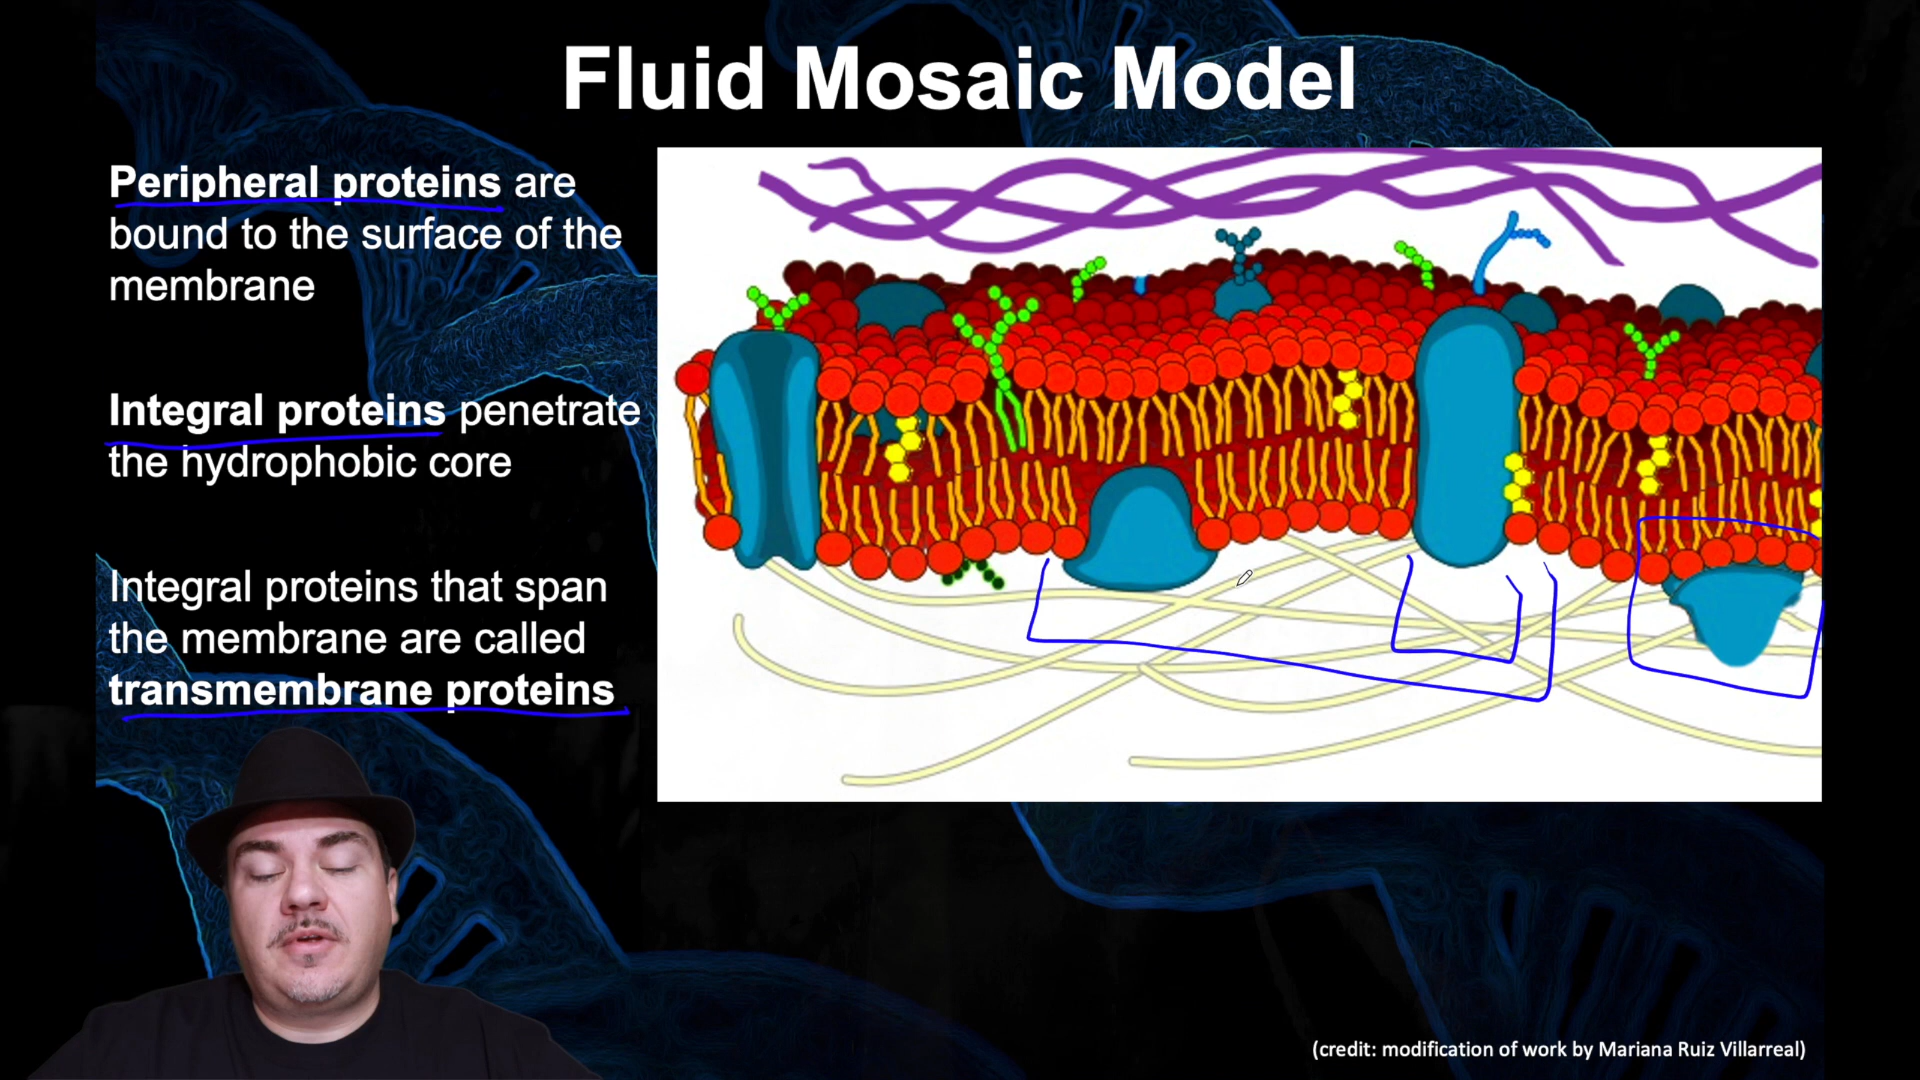 Fluid Mosaic Model
Peripheral proteins are
bound to the surface of the
membrane
Integral proteins penetrate
the hydrophobic core
Integral proteins that span
the membrane are called
transmembrane proteins
(credit: modification of work by Mariana Ruiz Villarreal)